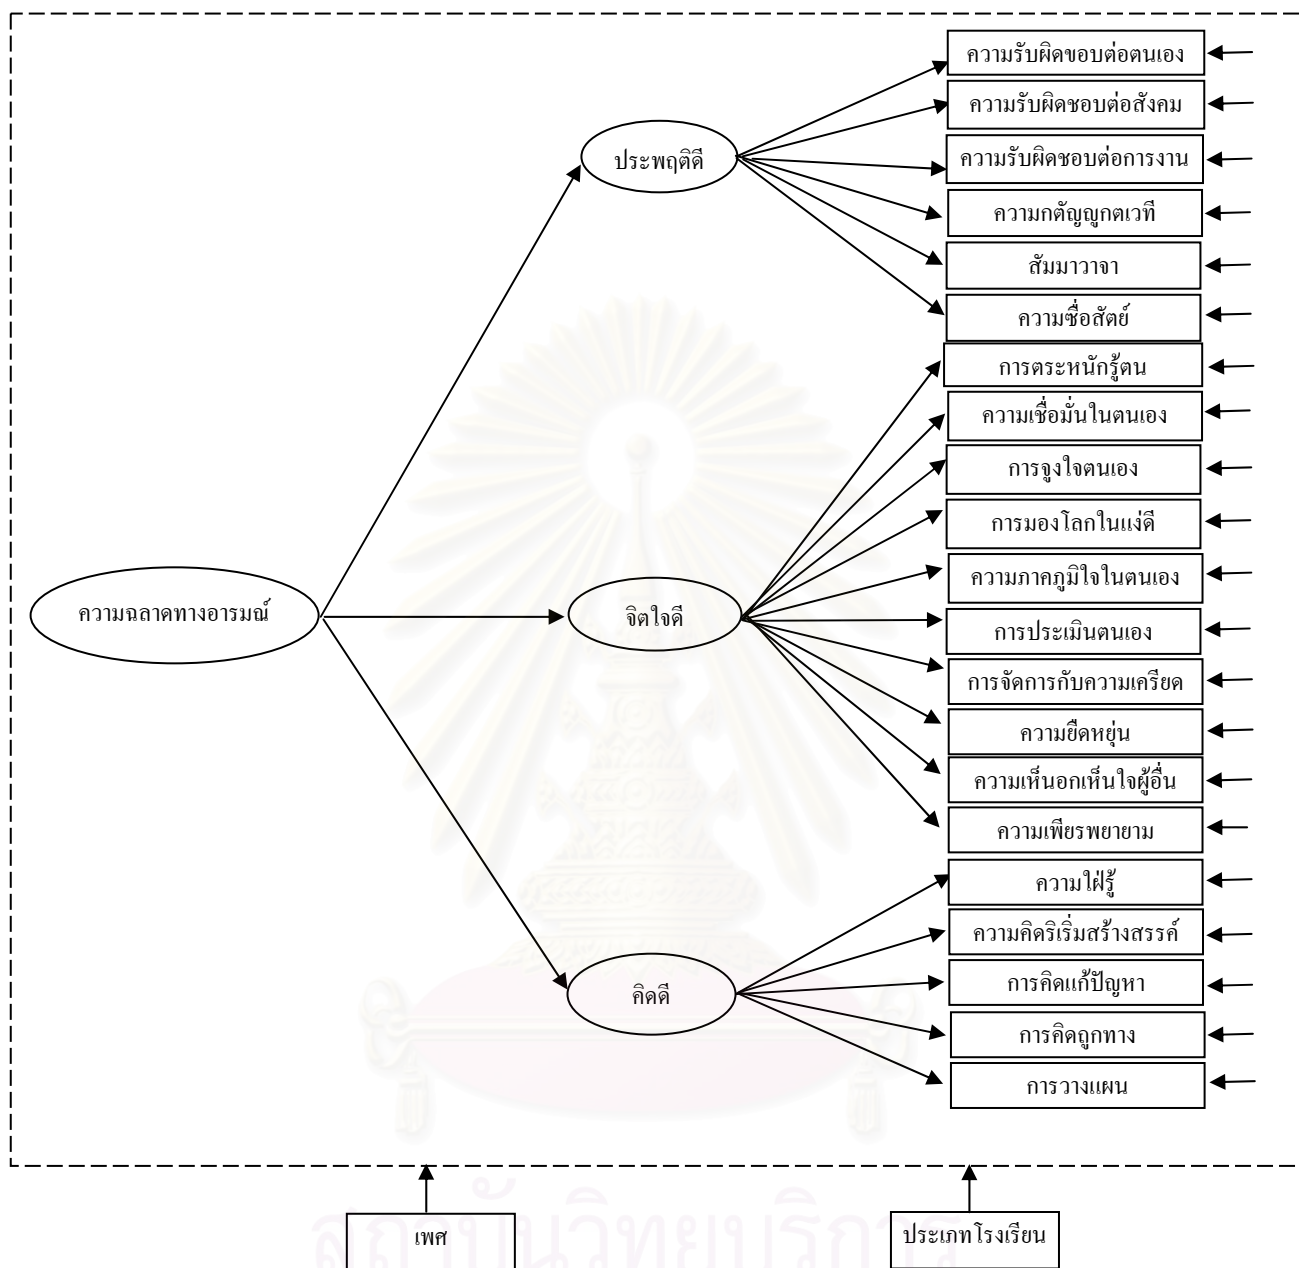 ความรับผิดขอบต่อตนเอง
ความรับผิดชอบต่อสังคม
ความรับผิดชอบต่อการงาน
ประพฤติดี
ความกตัญญูกตเวที
สัมมาวาจา
ความซื่อสัตย์
การตระหนักรู้ตน
ความเชื่อมั่นในตนเอง
การจูงใจตนเอง
การมองโลกในแง่ดี
ความภาคภูมิใจในตนเอง
ความฉลาดทางอารมณ์
จิตใจดี
การประเมินตนเอง
การจัดการกับความเครียด
ความยืดหยุ่น
ความเห็นอกเห็นใจผู้อื่น
ความเพียรพยายาม
ความใฝ่รู้
ความคิดริเริ่มสร้างสรรค์
การคิดแก้ปัญหา
คิดดี
การคิดถูกทาง
การวางแผน
เพศ
ประเภทโรงเรียน
สถาบันวิทยบริการ